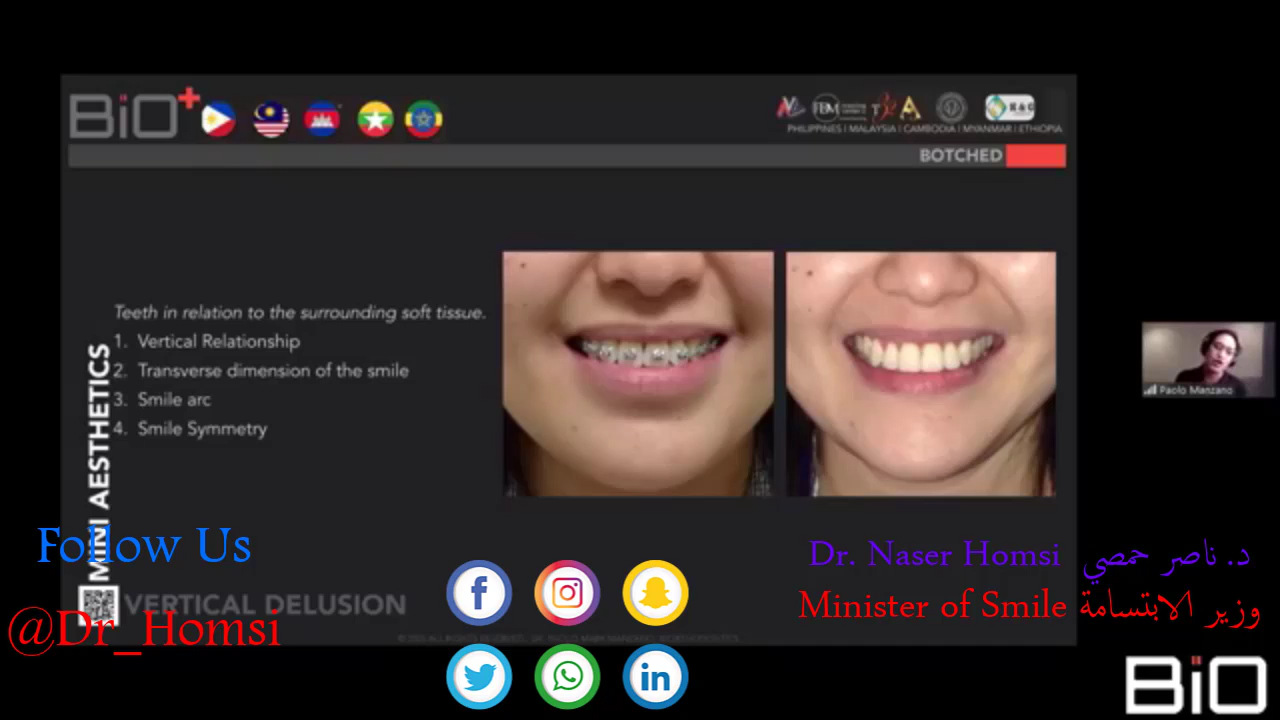 BiO+
FDM
K&G
PHILIPPINES | MALAYSIA | CAMBODIA | MYANMAR | ETHIOPIA
BOTCHED
Teeth in relation to the surrounding soft tissue.
1. Vertical Relationship
2. Transverse dimension of the smile
3. Smile arc
4. Smile Symmetry
MINI AESTHETICS
VERTICAL DELUSION
Paolo Manzano
Follow Us
@Dr_Homsi
Dr. Naser Homsi د. ناصر حمصي
Minister of Smile وزير الابتسامة
BiO